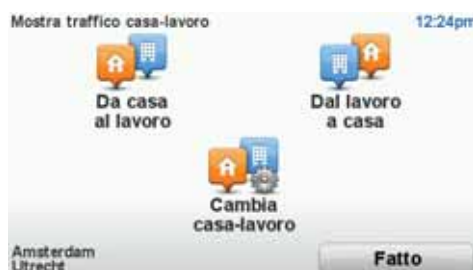 Mostra traffico casa-lavoro 12:24pm
Da casa
al lavoro
Dal lavoro
a casa
Cambia
casa-lavoro
Amsterdam
Utrecht
Fatto